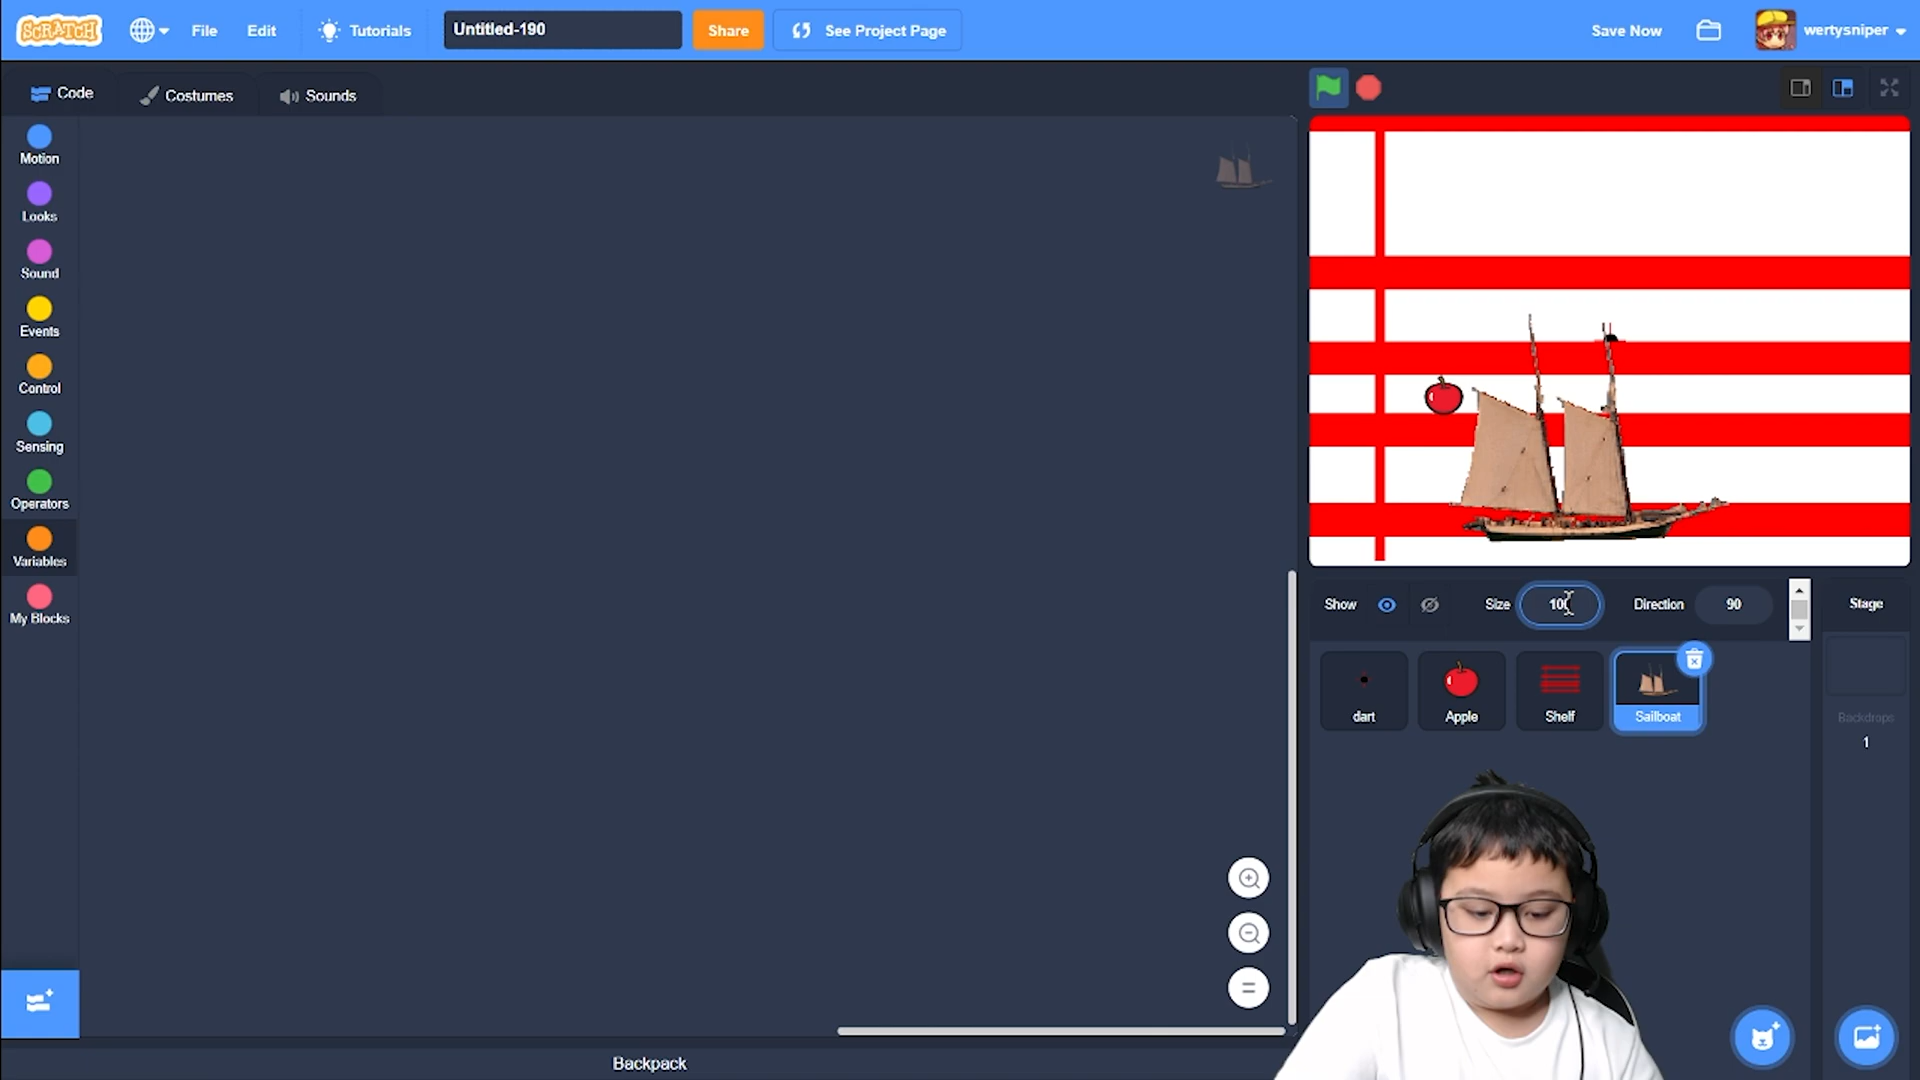 SCRATCH
File
Edit
Tutorials
Untitled-190
Share
See Project Page
Save Now
wertysniper
Code
Costumes
Sounds
Motion
Looks
Sound
Events
Control
Sensing
Operators
Variables
My Blocks
Show
Size
100
Direction
90
Stage
dart
Apple
Shelf
Sailboat
Backdrops
1
Backpack